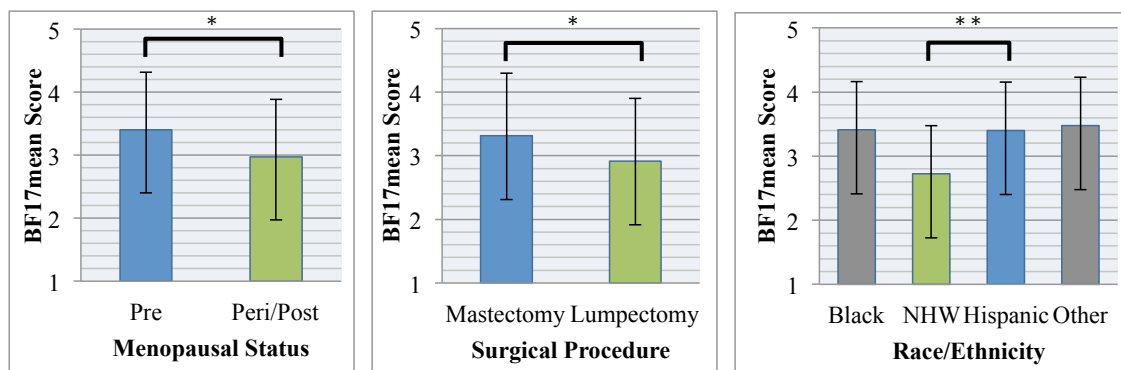 *
5
4
3
2
1
BF17mean Score
Pre Peri/Post
Menopausal Status
*
5
4
3
2
1
BF17mean Score
Mastectomy Lumpectomy
Surgical Procedure
**
5
4
3
2
1
BF17mean Score
Black NHW Hispanic Other
Race/Ethnicity